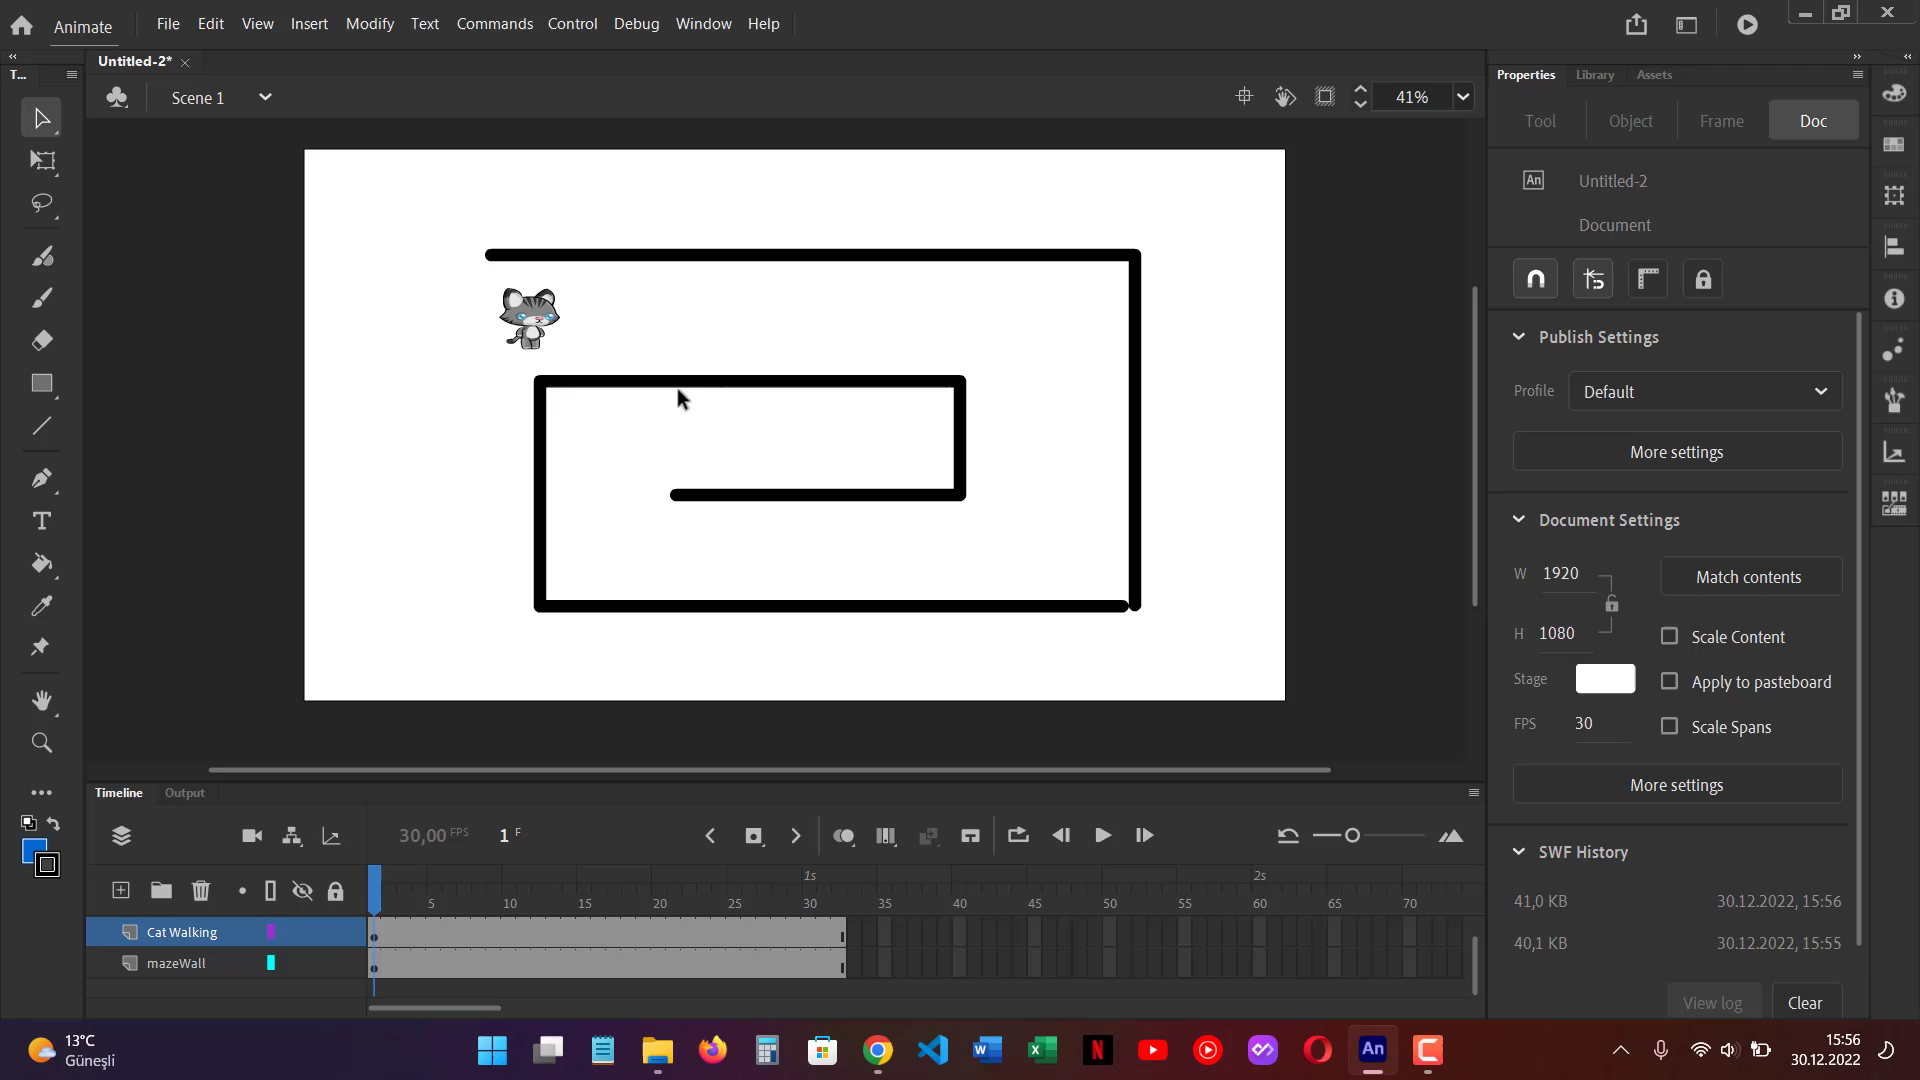 Animate File Edit View Insert Modify Text Commands Control Debug Window Help
Untitled-2*
Scene 1 41%
T...
Properties Library Assets
Tool Object Frame Doc
An Untitled-2
Document
Publish Settings
Profile Default
More settings
Document Settings
W 1920 Match contents
H 1080 Scale Content
Stage Apply to pasteboard
FPS 30 Scale Spans
More settings
SWF History
41,0 KB 30.12.2022, 15:56
40,1 KB 30.12.2022, 15:55
View log Clear
Timeline Output
30,00 FPS 1 F
1s 2s
5 10 15 20 25 30 35 40 45 50 55 60 65 70
Cat Walking
mazeWall
13°C
Güneşli
W X N An C
15:56
30.12.2022